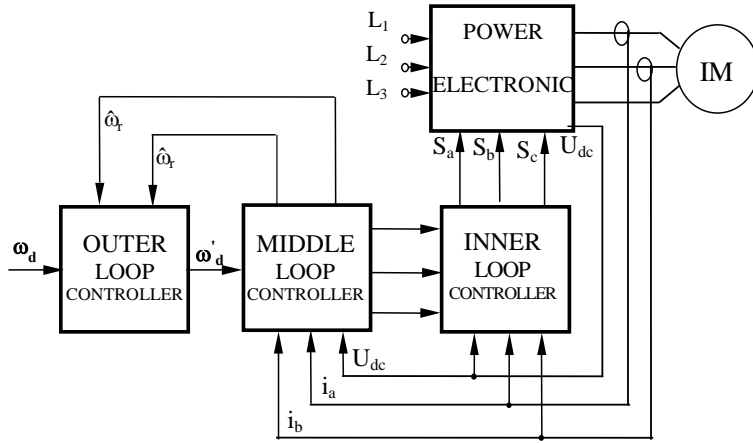 L1
POWER
L2
IM
L3
ELECTRONIC
Sa
Sb
Sc
Udc
ω̂r
ω̂r
ωd
OUTER
LOOP
CONTROLLER
ω'd
MIDDLE
LOOP
CONTROLLER
INNER
LOOP
CONTROLLER
Udc
ia
ib